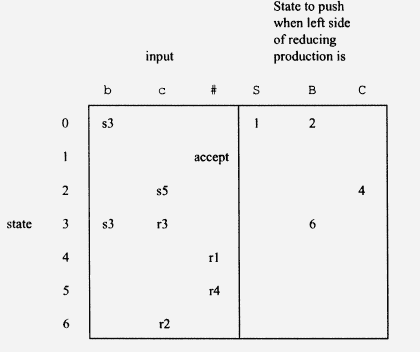 State to push
when left side
of reducing
production is
input
b c # S B C
0 s3 1 2
1 accept
2 s5 4
state 3 s3 r3 6
4 r1
5 r4
6 r2